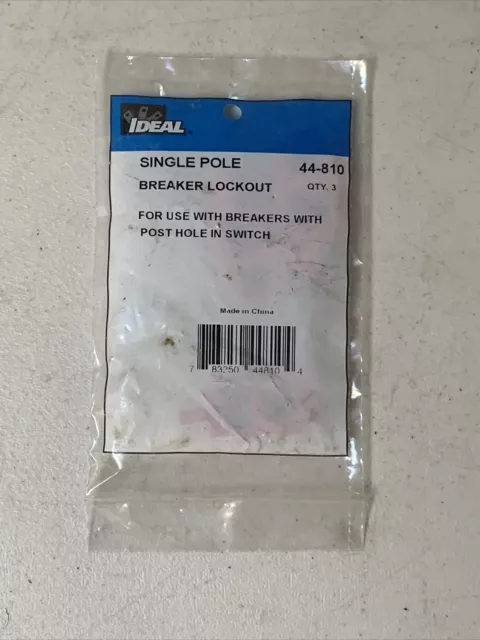 IDEAL
SINGLE POLE 44-810
BREAKER LOCKOUT QTY. 3
FOR USE WITH BREAKERS WITH
POST HOLE IN SWITCH
Made in China
7 83250 44810 4